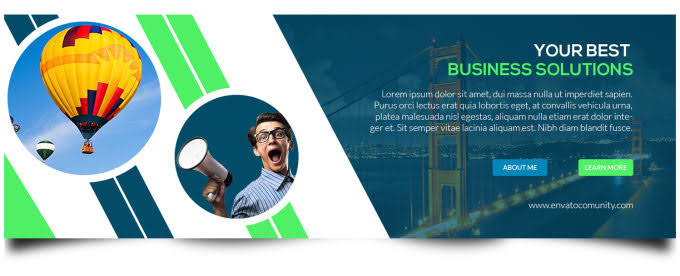 YOUR BEST
BUSINESS SOLUTIONS
Lorem ipsum dolor sit amet, dui massa nulla ut imperdiet sapien.
Purus orci lectus erat quia lobortis eget, at convallis vehicula urna,
platea malesuada nisl egestas, aliquam nulla etiam dolor inte-
ger et. Sit semper vitae lacinia aliquam est. Nibh diam blandit fusce.
ABOUT ME
LEARN MORE
www.envatocomunity.com